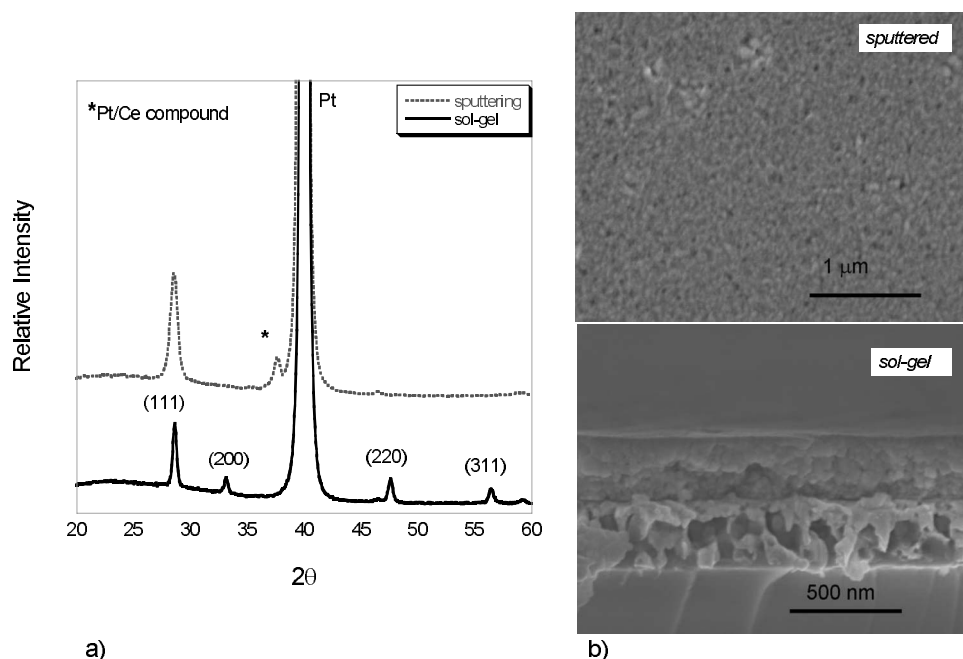 *Pt/Ce compound
Pt
sputtering
sol-gel
Relative Intensity
*
(111)
(200)
(220)
(311)
20 25 30 35 40 45 50 55 60
2θ
a)
sputtered
1 μm
sol-gel
500 nm
b)